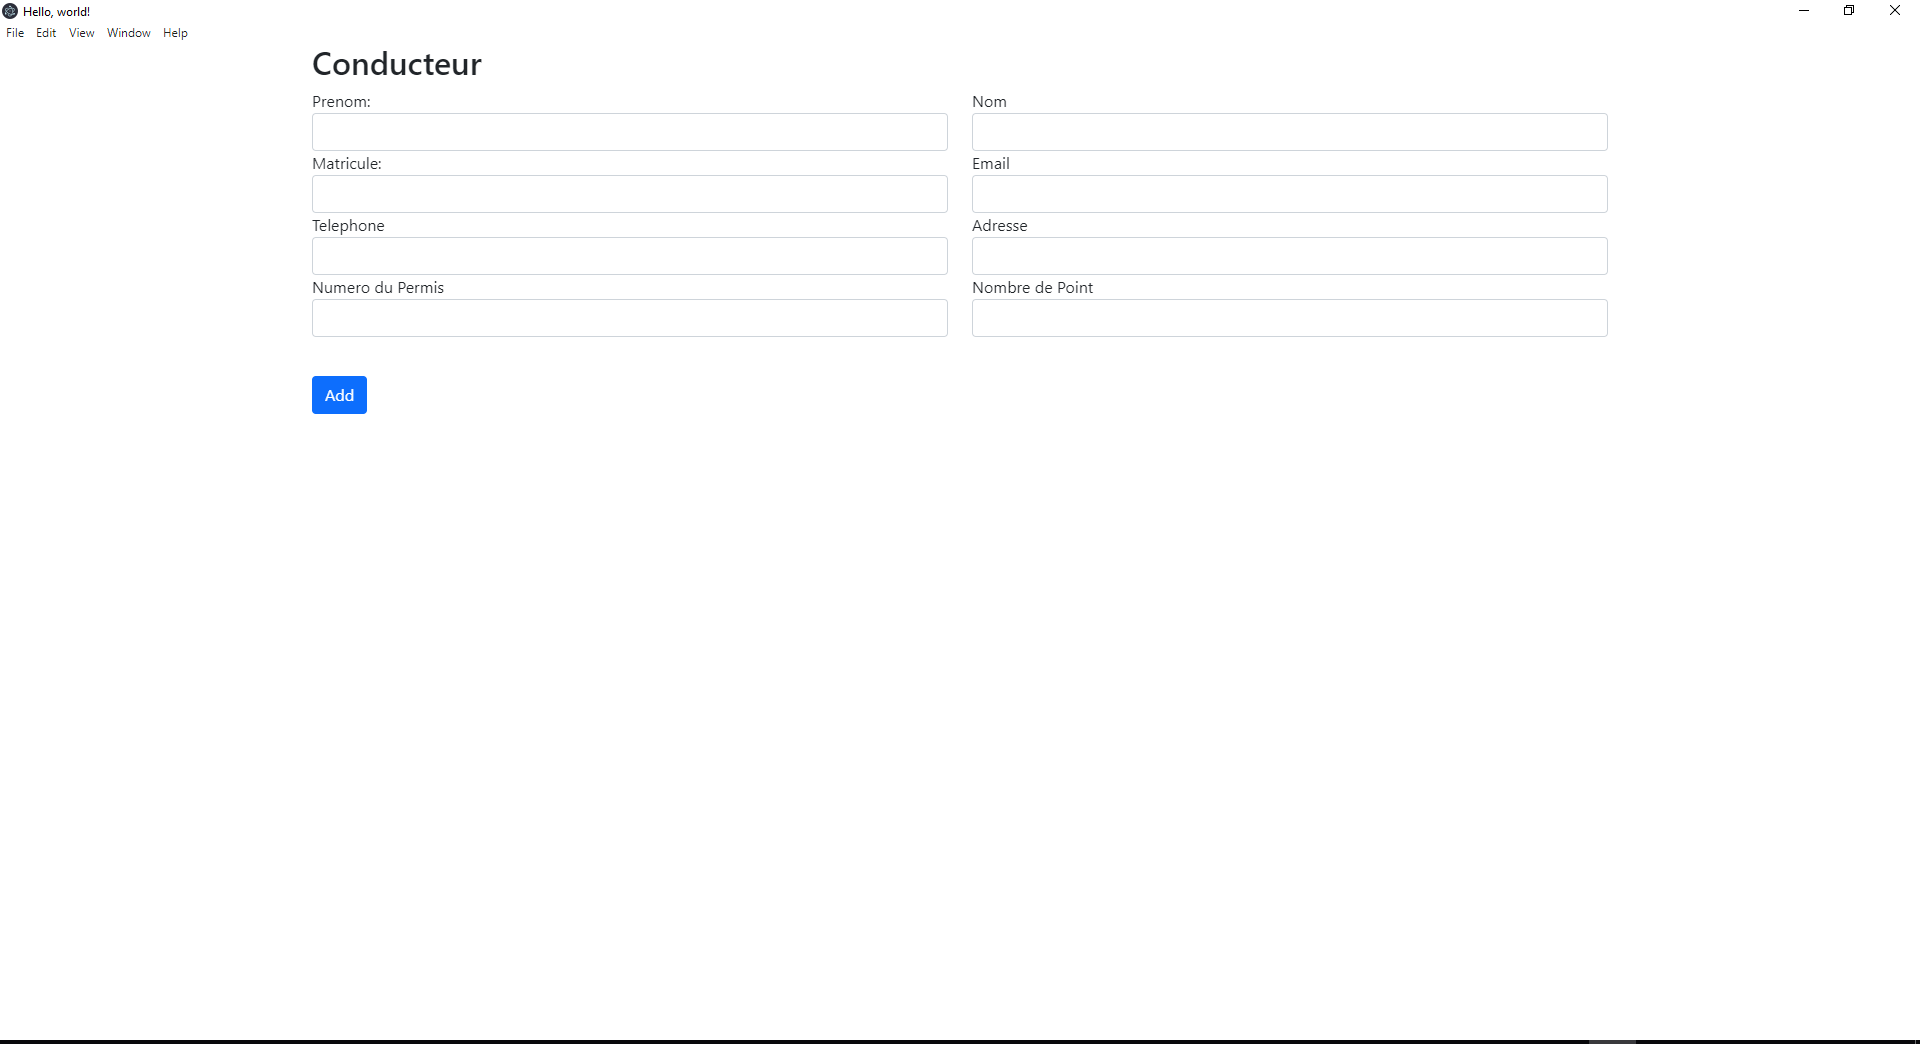 Hello, world!
File Edit View Window Help
Conducteur
Prenom: Nom
Matricule: Email
Telephone Adresse
Numero du Permis Nombre de Point
Add